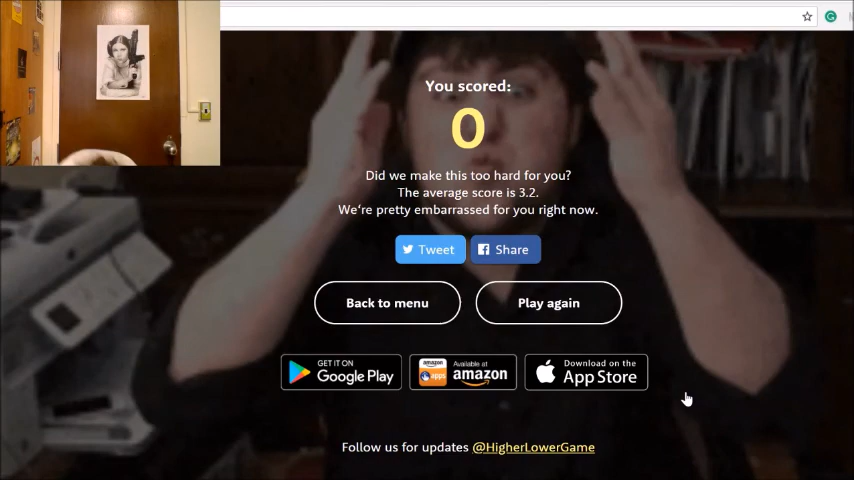 You scored:
0
Did we make this too hard for you?
The average score is 3.2.
We're pretty embarrassed for you right now.
Tweet
Share
Back to menu
Play again
GET IT ON
Google Play
amazon
apps
Available at
amazon
Download on the
App Store
Follow us for updates @HigherLowerGame